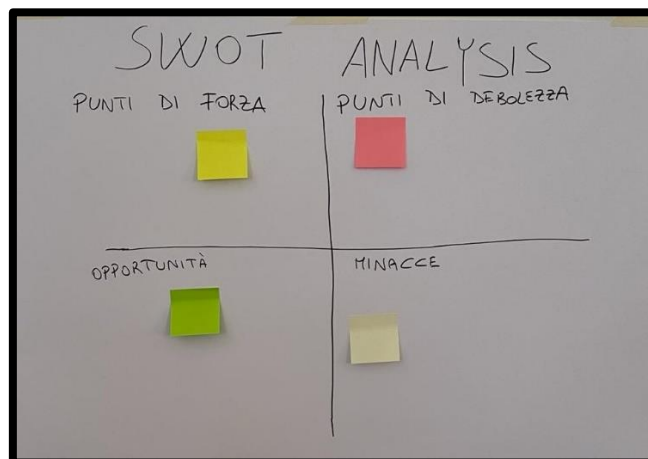 SWOT ANALYSIS
PUNTI DI FORZA
PUNTI DI DEBOLEZZA
OPPORTUNITÀ
MINACCE